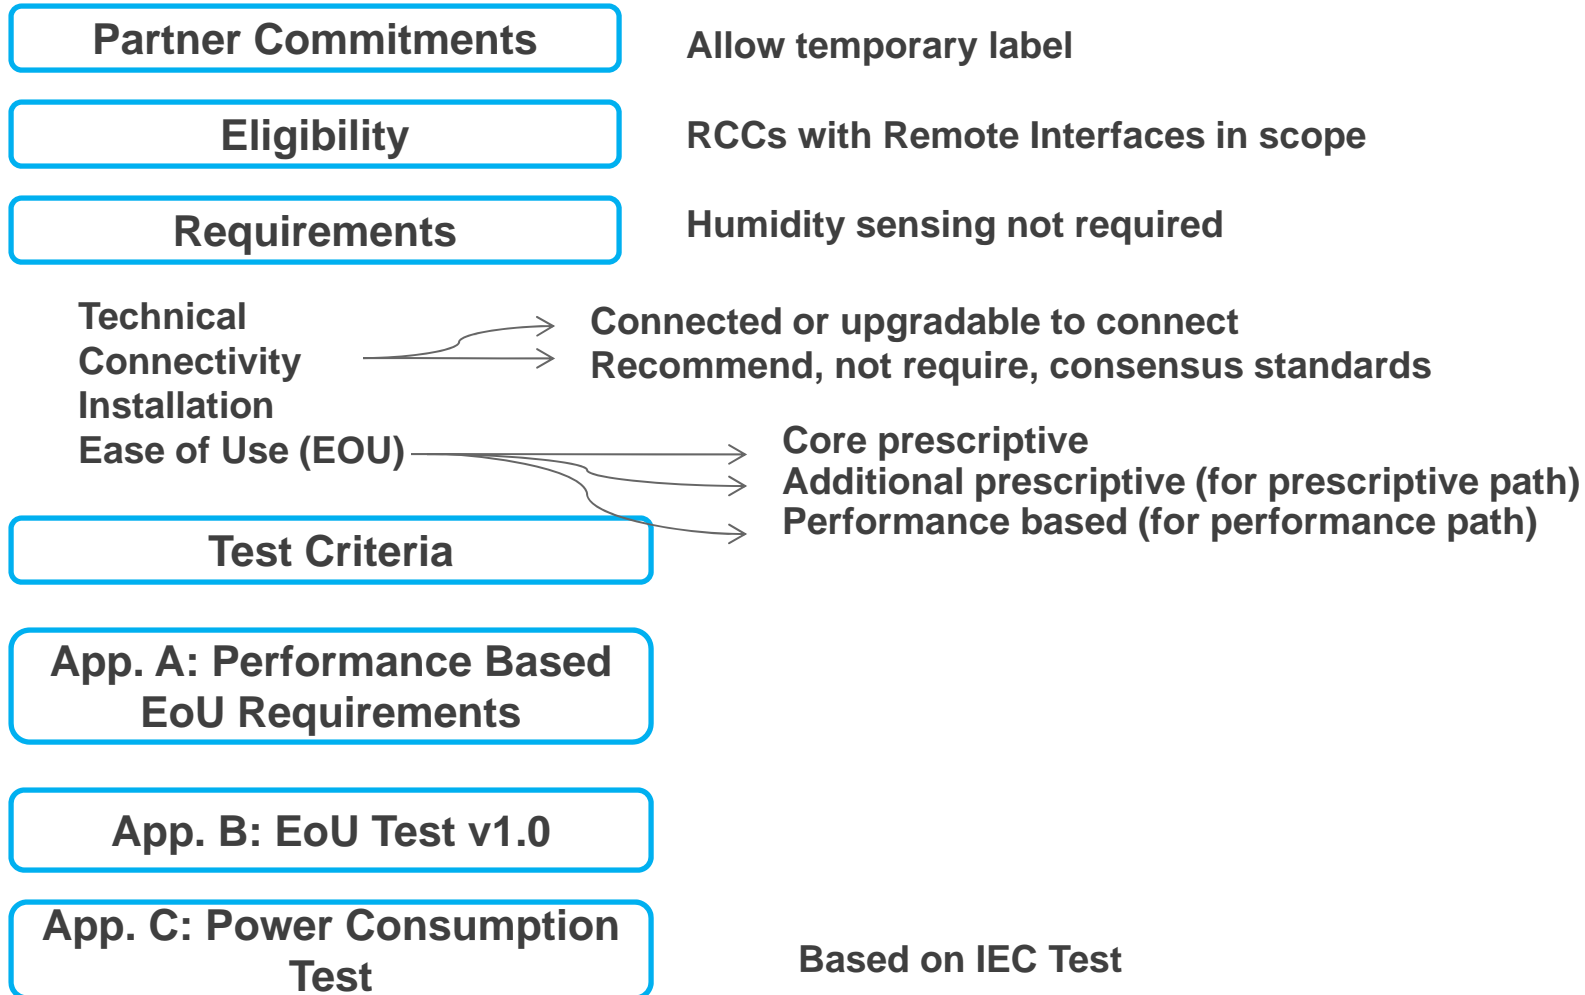 Partner Commitments
Allow temporary label
Eligibility
RCCs with Remote Interfaces in scope
Requirements
Humidity sensing not required
Technical
Connectivity
Installation
Ease of Use (EOU)
Connected or upgradable to connect
Recommend, not require, consensus standards
Core prescriptive
Additional prescriptive (for prescriptive path)
Performance based (for performance path)
Test Criteria
App. A: Performance Based
EoU Requirements
App. B: EoU Test v1.0
App. C: Power Consumption
Test
Based on IEC Test